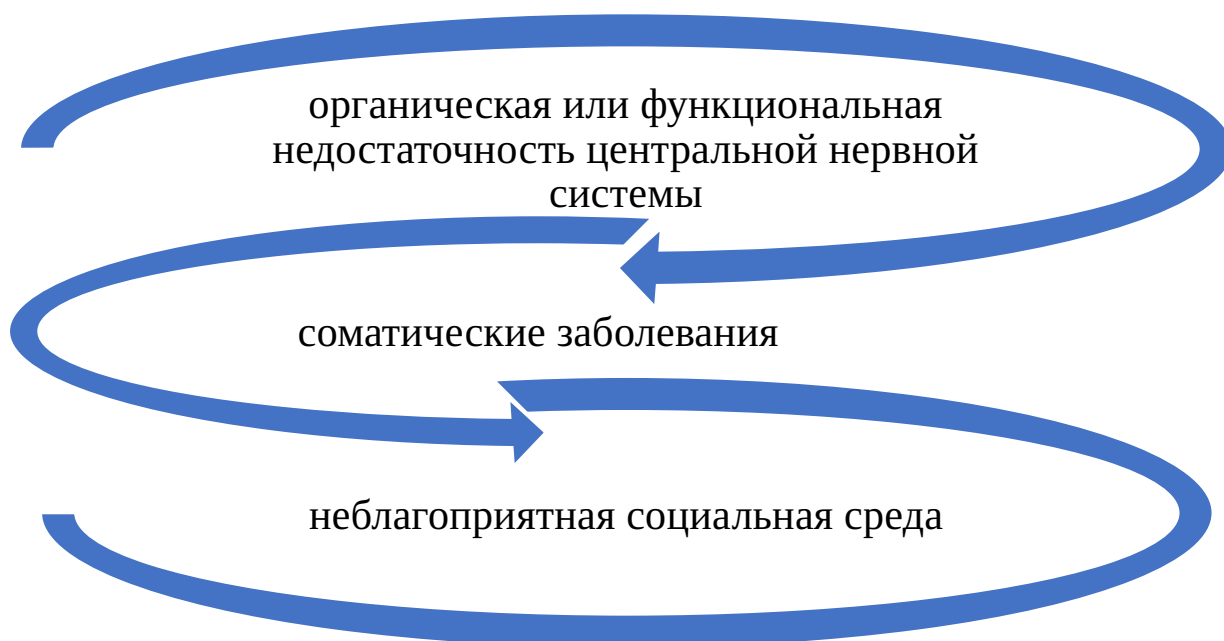 органическая или функциональная
недостаточность центральной нервной
системы
соматические заболевания
неблагоприятная социальная среда